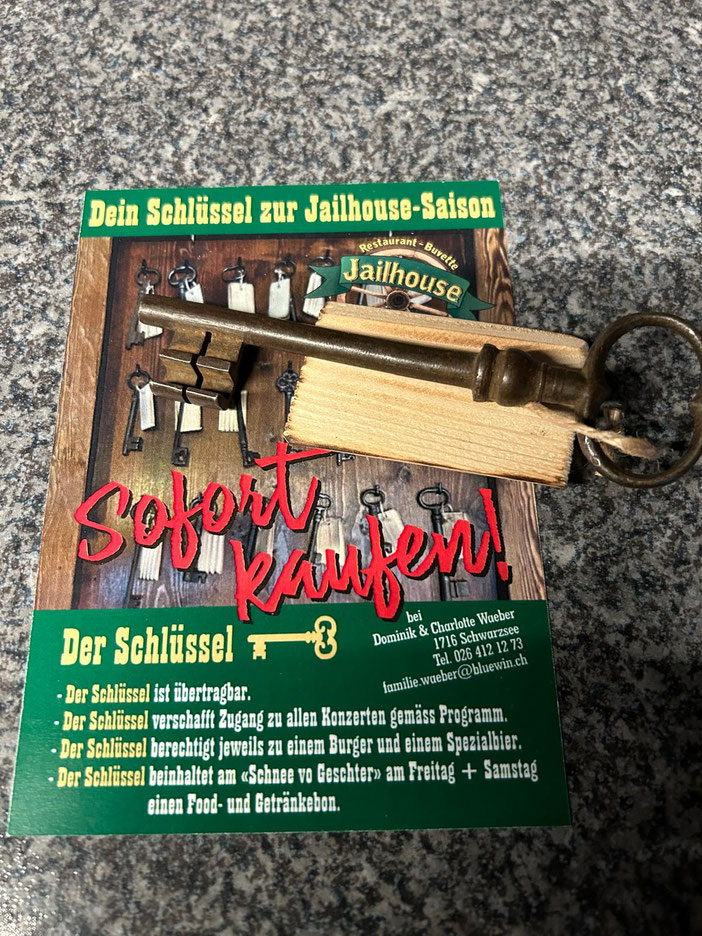 Dein Schlüssel zur Jailhouse-Saison
Restaurant - Buvette
Jailhouse
Sofort
kaufen!
Der Schlüssel
bei
Dominik & Charlotte Waeber
1716 Schwarzsee
Tel. 026 412 12 73
familie.waeber@bluewin.ch
- Der Schlüssel ist übertragbar.
- Der Schlüssel verschafft Zugang zu allen Konzerten gemäss Programm.
- Der Schlüssel berechtigt jeweils zu einem Burger und einem Spezialbier.
- Der Schlüssel beinhaltet am «Schnee vo Geschter» am Freitag + Samstag
einen Food- und Getränkebon.